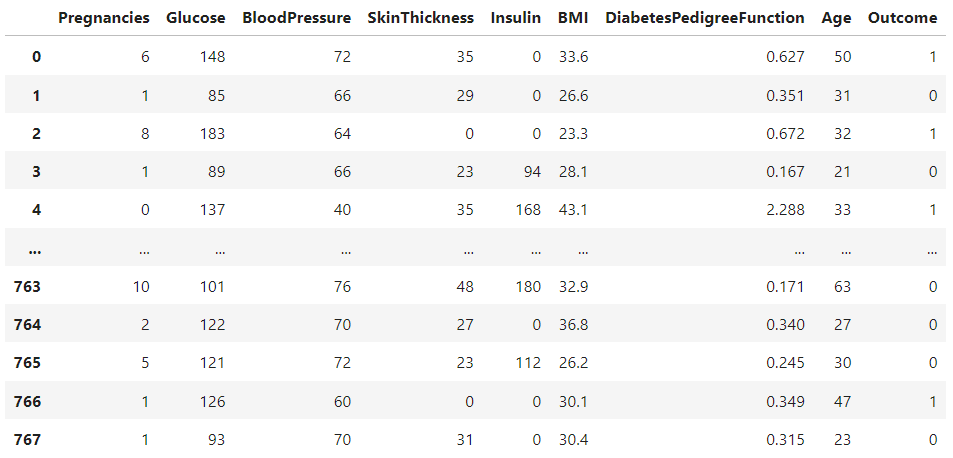 Pregnancies Glucose BloodPressure SkinThickness Insulin BMI DiabetesPedigreeFunction Age Outcome
0 6 148 72 35 0 33.6 0.627 50 1
1 1 85 66 29 0 26.6 0.351 31 0
2 8 183 64 0 0 23.3 0.672 32 1
3 1 89 66 23 94 28.1 0.167 21 0
4 0 137 40 35 168 43.1 2.288 33 1
... ... ... ... ... ... ... ... ... ...
763 10 101 76 48 180 32.9 0.171 63 0
764 2 122 70 27 0 36.8 0.340 27 0
765 5 121 72 23 112 26.2 0.245 30 0
766 1 126 60 0 0 30.1 0.349 47 1
767 1 93 70 31 0 30.4 0.315 23 0